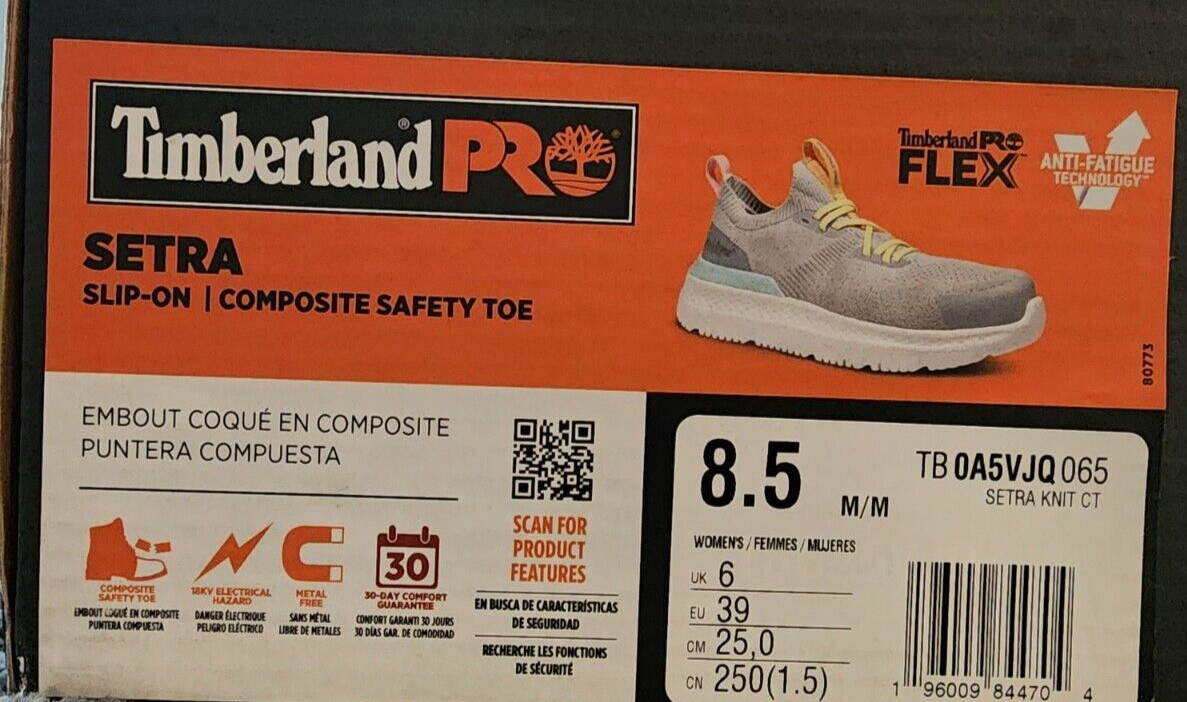 Timberland® PRO®
SETRA
SLIP-ON | COMPOSITE SAFETY TOE
Timberland PRO
FLEX™
ANTI-FATIGUE
TECHNOLOGY™
80773
EMBOUT COQUÉ EN COMPOSITE
PUNTERA COMPUESTA
COMPOSITE
SAFETY TOE
EMBOUT COQUÉ EN COMPOSITE
PUNTERA COMPUESTA
18KV ELECTRICAL
HAZARD
DANGER ÉLECTRIQUE
PELIGRO ELÉCTRICO
METAL
FREE
SANS MÉTAL
LIBRE DE METALES
30
30-DAY COMFORT
GUARANTEE
CONFORT GARANTI 30 JOURS
30 DÍAS GAR. DE COMODIDAD
SCAN FOR
PRODUCT
FEATURES
EN BUSCA DE CARACTERÍSTICAS
DE SEGURIDAD
RECHERCHE LES FONCTIONS
DE SÉCURITÉ
8.5 M/M
TB 0A5VJQ 065
SETRA KNIT CT
WOMEN'S / FEMMES / MUJERES
UK 6
EU 39
CM 25,0
CN 250(1.5)
1 96009 84470 4